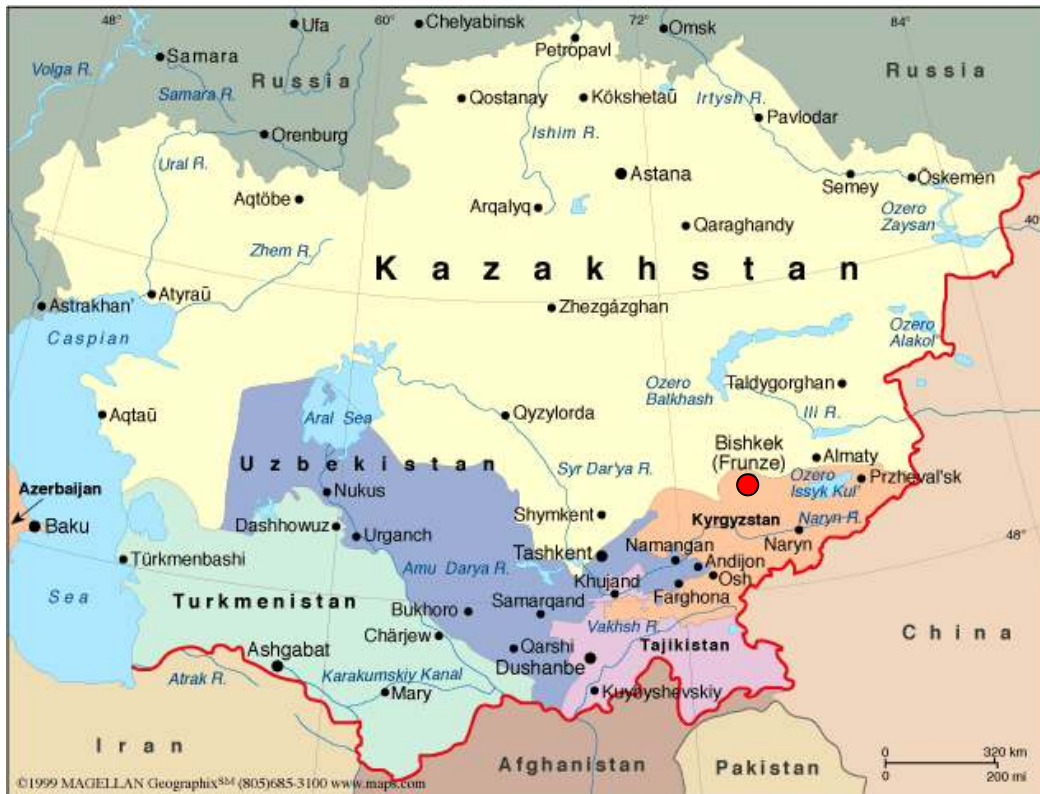 48°
60°
72°
84°
Ufa
Chelyabinsk
Omsk
Petropavl
Samara
Volga R.
Russia
Russia
Samara R.
Qostanay
Kökshetaū
Irtysh R.
Pavlodar
Orenburg
Ishim R.
Ural R.
Astana
Semey
Öskemen
Aqtöbe
Arqalyq
Qaraghandy
Ozero
Zaysan
40°
Zhem R.
Kazakhstan
Atyraū
Astrakhan'
Zhezgázghan
Caspian
Ozero
Alakol'
Ozero
Balkhash
Taldygorghan
Aqtaū
Aral Sea
Qyzylorda
Ili R.
Bishkek
(Frunze)
Almaty
Uzbekistan
Syr Dar'ya R.
Ozero
Issyk Kul'
Przheval'sk
Azerbaijan
Nukus
Baku
Dashhowuz
Urganch
Shymkent
Kyrgyzstan
Naryn R.
Naryn
Tashkent
Namangan
Andijon
48°
Türkmenbashi
Amu Darya R.
Khujand
Osh
Farghona
Sea
Turkmenistan
Bukhoro
Samarqand
Vakhsh R.
China
Chärjew
Qarshi
Tajikistan
Ashgabat
Dushanbe
Atrak R.
Karakumskiy Kanal
Mary
Kuybyshevskiy
Iran
Afghanistan
Pakistan
0 320 km
0 200 mi
©1999 MAGELLAN Geographix℠ (805)685-3100 www.maps.com